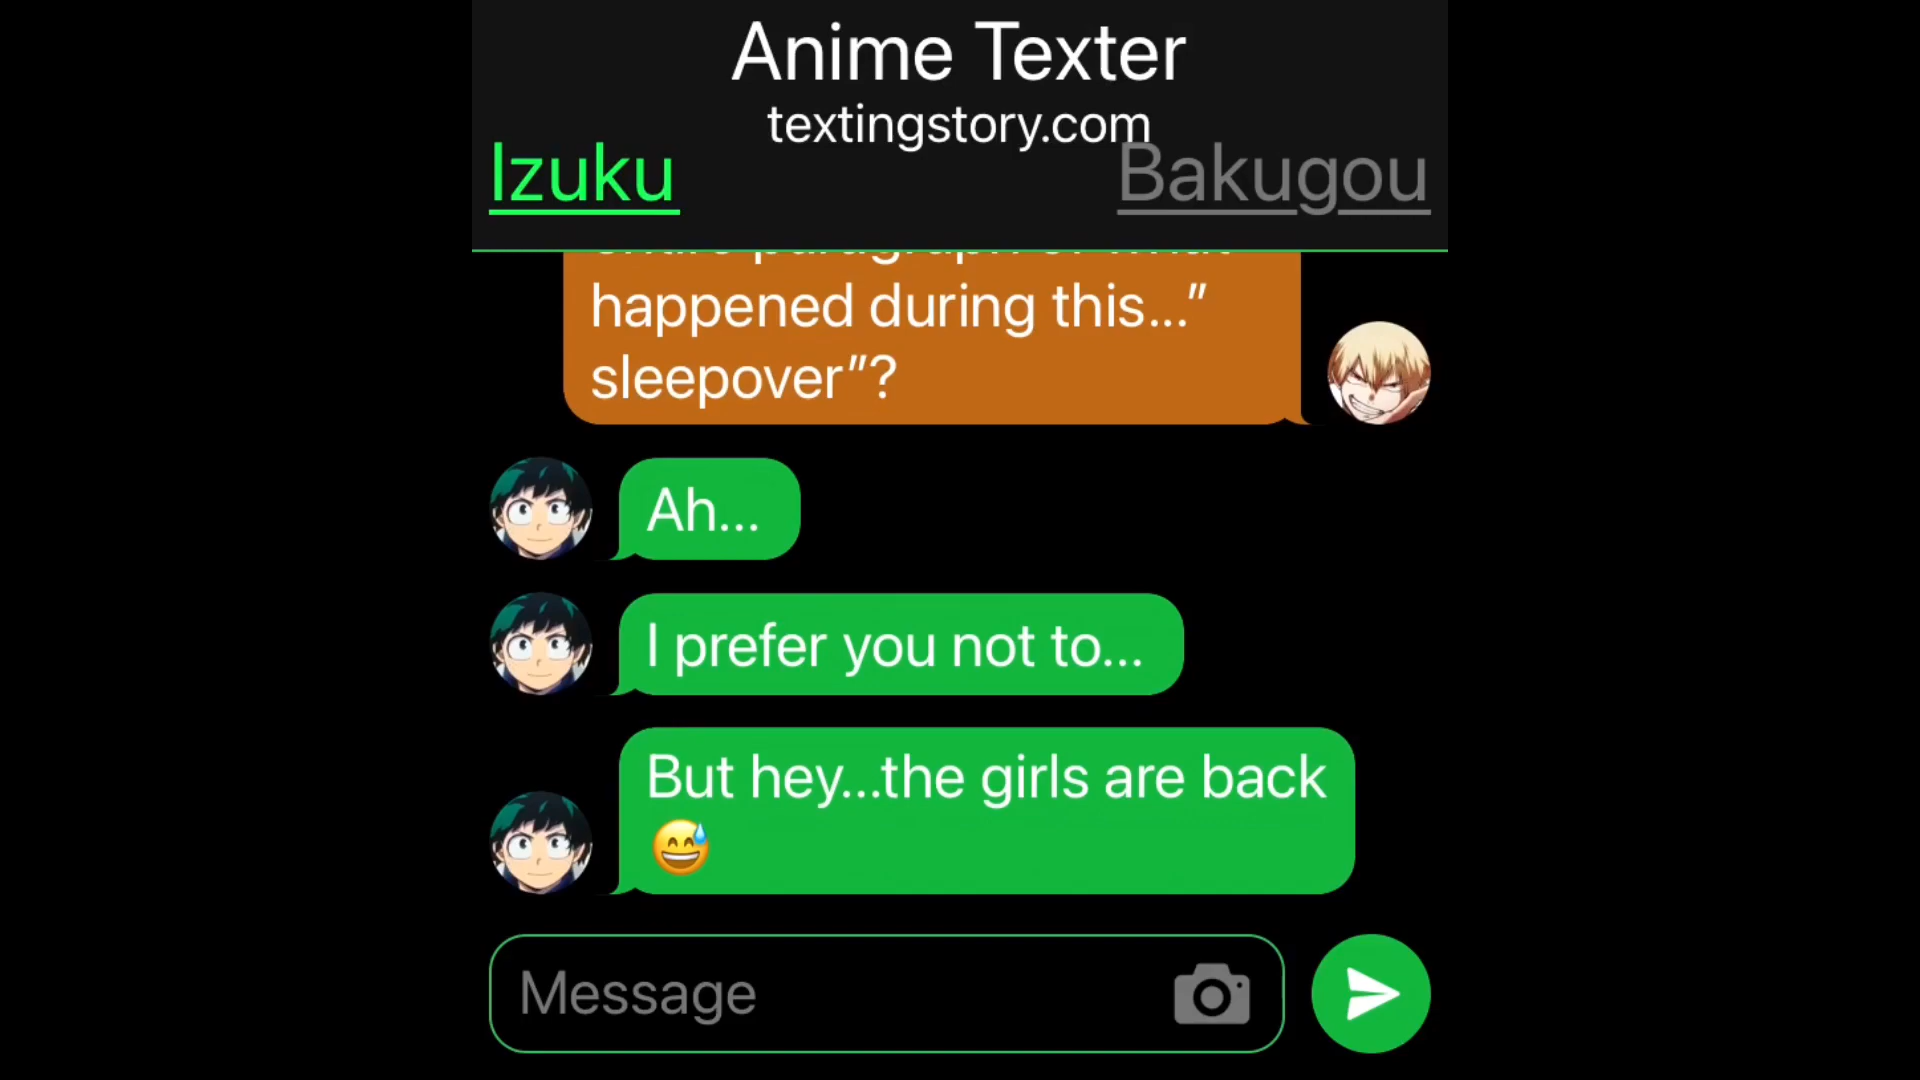 Anime Texter
textingstory.com
Izuku
Bakugou
happened during this...”
sleepover”?
Ah...
I prefer you not to...
But hey...the girls are back
😅
Message